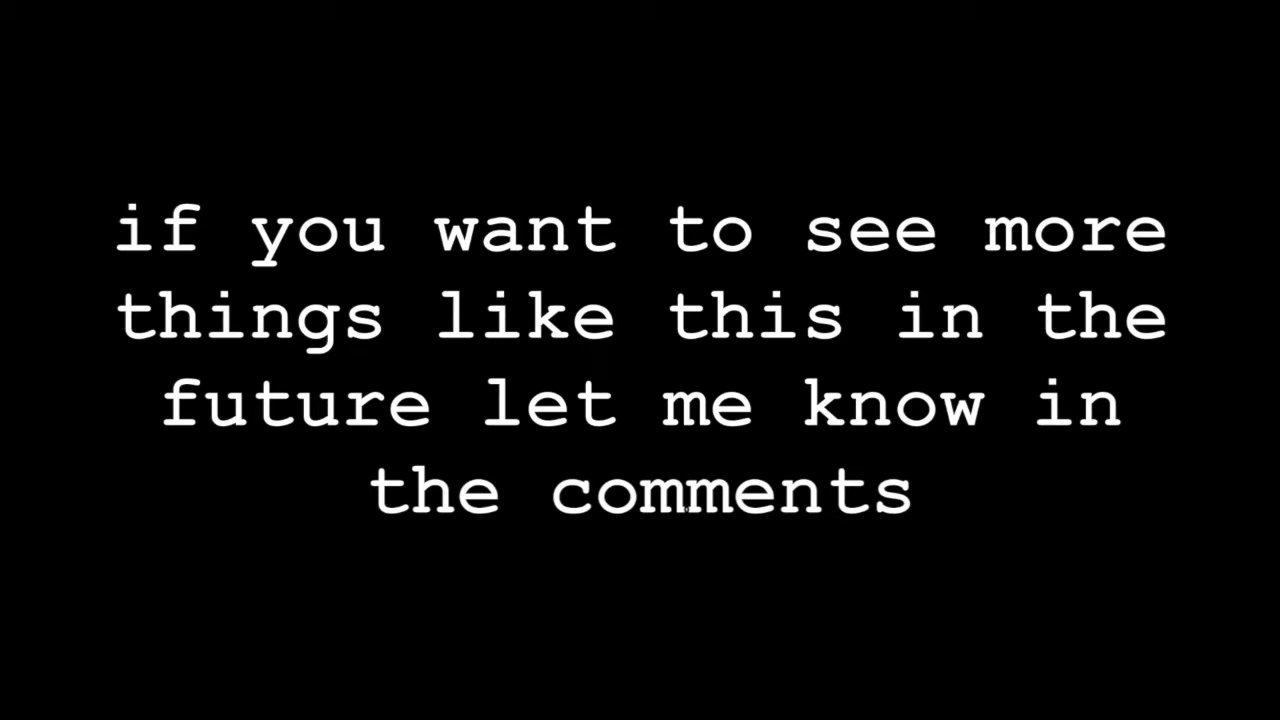 if you want to see more
things like this in the
future let me know in
the comments